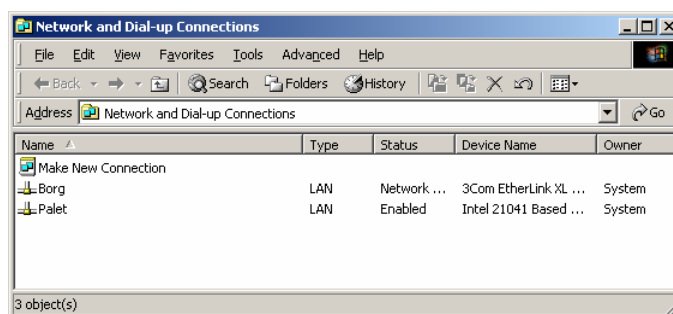 Network and Dial-up Connections
File Edit View Favorites Tools Advanced Help
Back Search Folders History
Address Network and Dial-up Connections Go
Name Type Status Device Name Owner
Make New Connection
Borg LAN Network ... 3Com EtherLink XL ... System
Palet LAN Enabled Intel 21041 Based ... System
3 object(s)